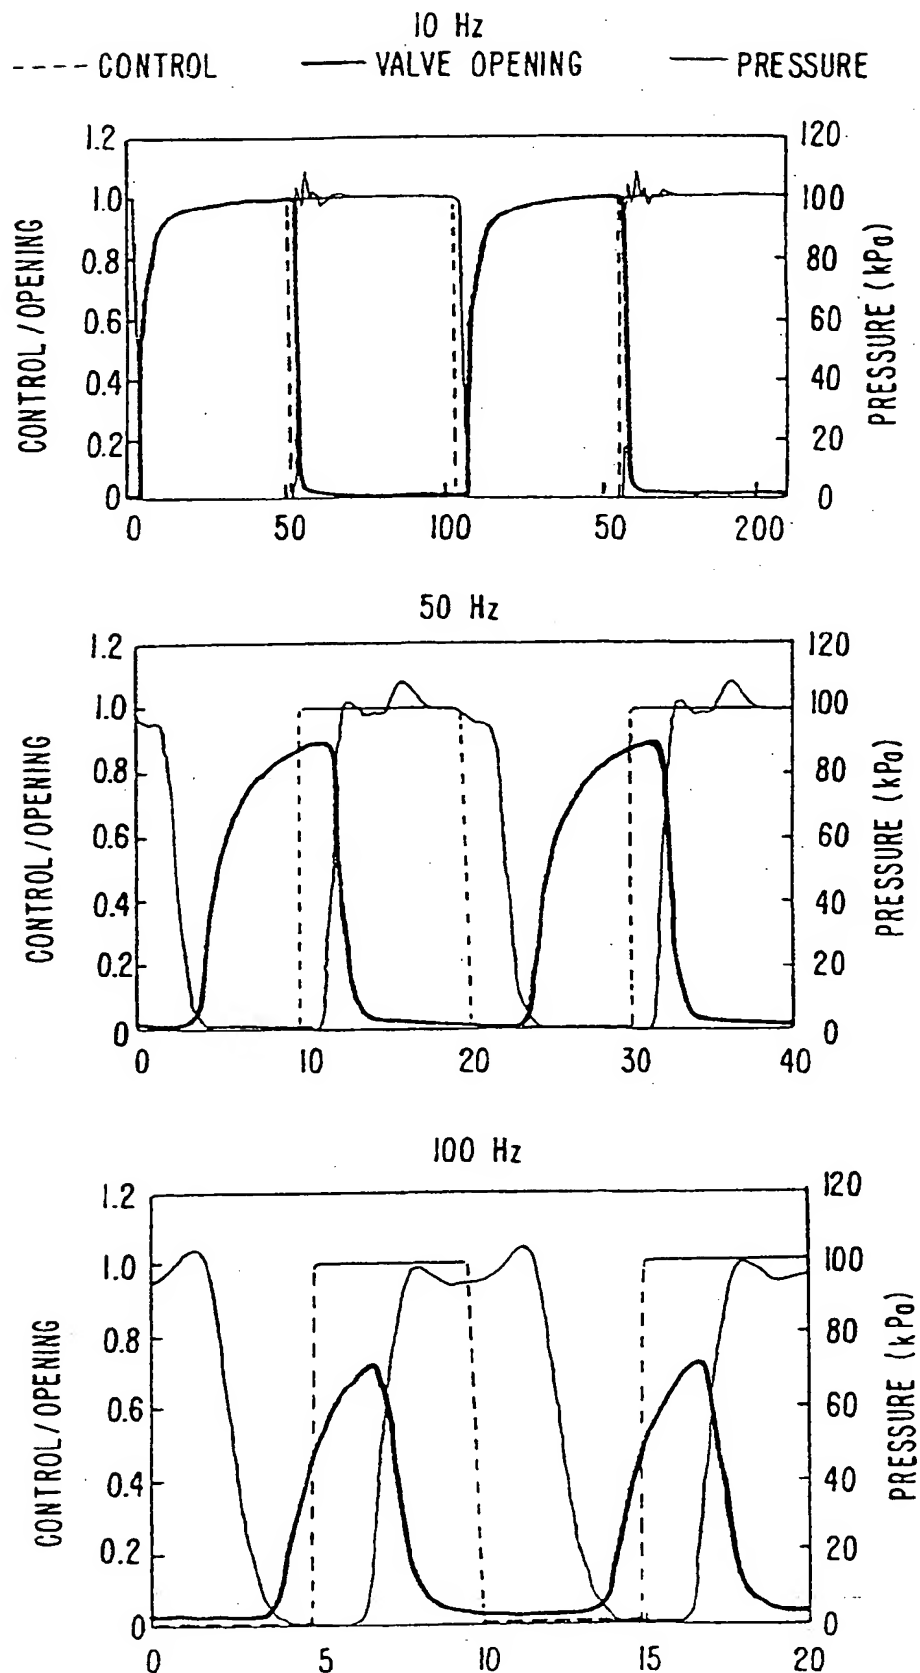 10 Hz
---- CONTROL — VALVE OPENING — PRESSURE
1.2 120
1.0 100
0.8 80
0.6 60
0.4 40
0.2 20
0 0
CONTROL / OPENING
PRESSURE (kPa)
0 50 100 50 200
50 Hz
1.2 120
1.0 100
0.8 80
0.6 60
0.4 40
0.2 20
0 0
CONTROL /OPENING
PRESSURE (kPa)
0 10 20 30 40
100 Hz
1.2 120
1.0 100
0.8 80
0.6 60
0.4 40
0.2 20
0 0
CONTROL/OPENING
PRESSURE (kPa)
0 5 10 15 20